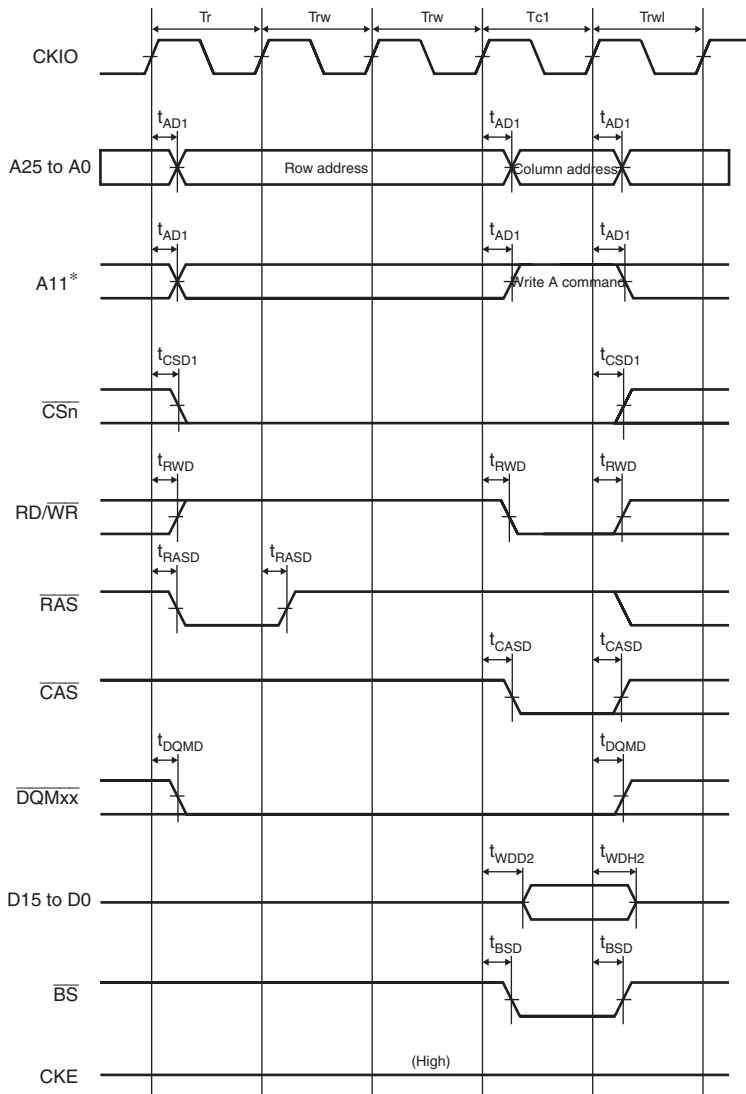 Tr Trw Trw Tc1 Trwl
CKIO
tAD1 tAD1 tAD1
A25 to A0 Row address Column address
tAD1 tAD1 tAD1
A11* Write A command
tCSD1 tCSD1
CSn
tRWD tRWD tRWD
RD/WR
tRASD tRASD
RAS
tCASD tCASD
CAS
tDQMD tDQMD
DQMxx
tWDD2 tWDH2
D15 to D0
tBSD tBSD
BS
(High)
CKE